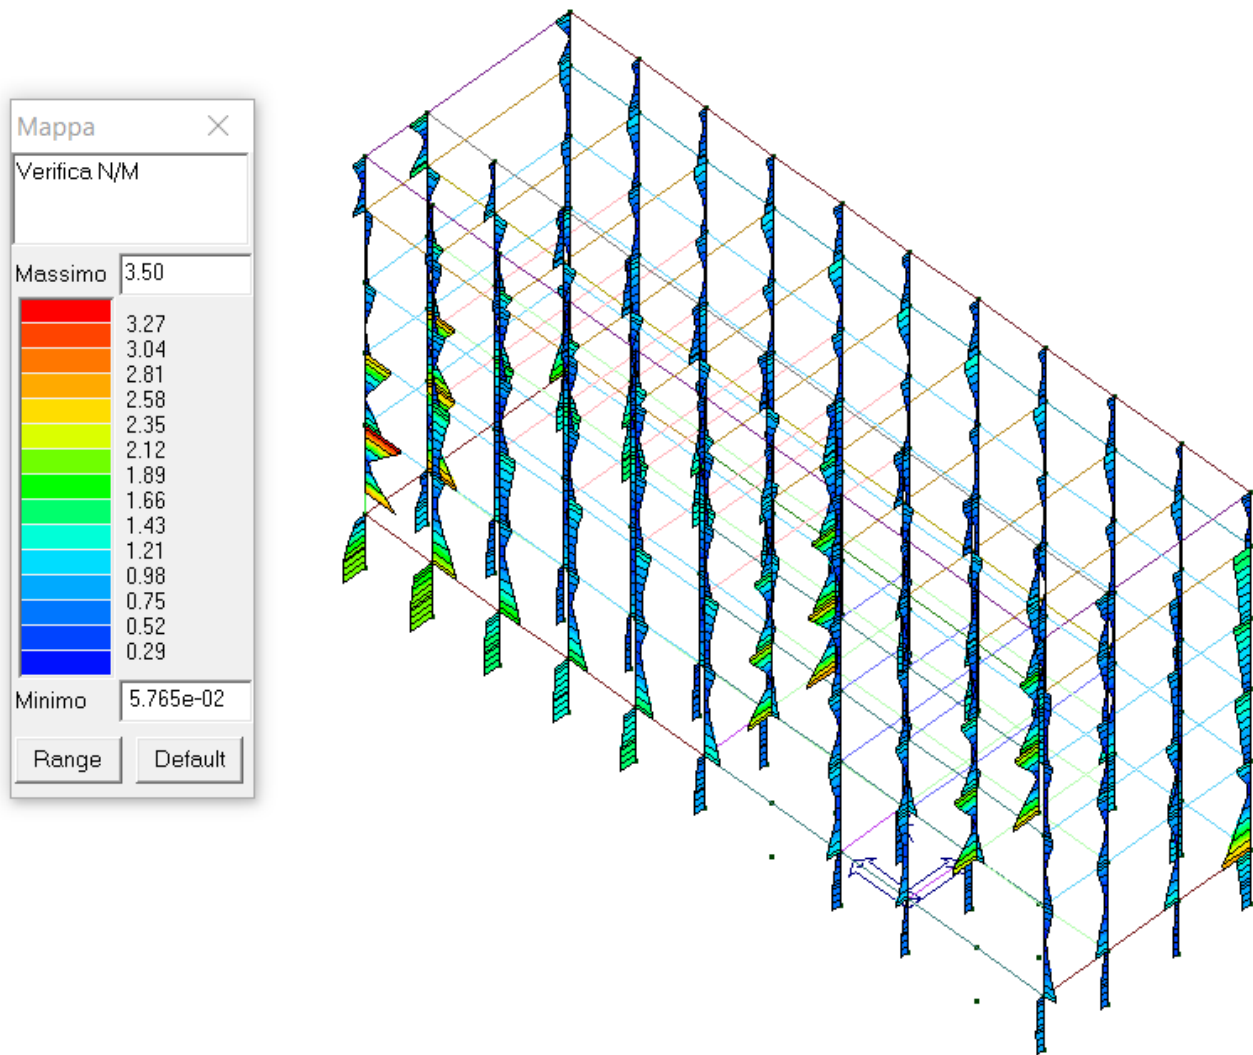 Mappa
Verifica N/M
Massimo 3.50
3.27
3.04
2.81
2.58
2.35
2.12
1.89
1.66
1.43
1.21
0.98
0.75
0.52
0.29
Minimo 5.765e-02
Range Default